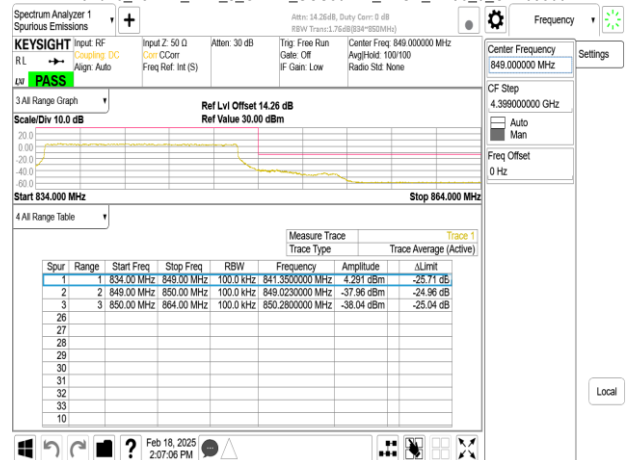 Spectrum Analyzer 1
Spurious Emissions
Attn: 14.26dB, Duty Corr: 0 dB
RBW Trans:1.76dB(834~850MHz)
Frequency
KEYSIGHT
Input: RF
Input Z: 50 Ω
Atten: 30 dB
Trig: Free Run
Center Freq: 849.000000 MHz
R L
Coupling: DC
Corr CCorr
Gate: Off
Avg|Hold: 100/100
Align: Auto
Freq Ref: Int (S)
IF Gain: Low
Radio Std: None
LXI
PASS
Center Frequency
849.000000 MHz
Settings
CF Step
4.399000000 GHz
Auto
Man
Freq Offset
0 Hz
3 All Range Graph
Ref Lvl Offset 14.26 dB
Scale/Div 10.0 dB
Ref Value 30.00 dBm
20.0
0.00
-20.0
-40.0
-60.0
Start 834.000 MHz
Stop 864.000 MHz
4 All Range Table
Measure Trace Trace 1
Trace Type Trace Average (Active)
Spur Range Start Freq Stop Freq RBW Frequency Amplitude ΔLimit
1 1 834.00 MHz 849.00 MHz 100.0 kHz 841.3500000 MHz 4.291 dBm -25.71 dB
2 2 849.00 MHz 850.00 MHz 100.0 kHz 849.0230000 MHz -37.96 dBm -24.96 dB
3 3 850.00 MHz 864.00 MHz 100.0 kHz 850.2800000 MHz -38.04 dBm -25.04 dB
26
27
28
29
30
31
32
33
10
Local
?
Feb 18, 2025
2:07:06 PM